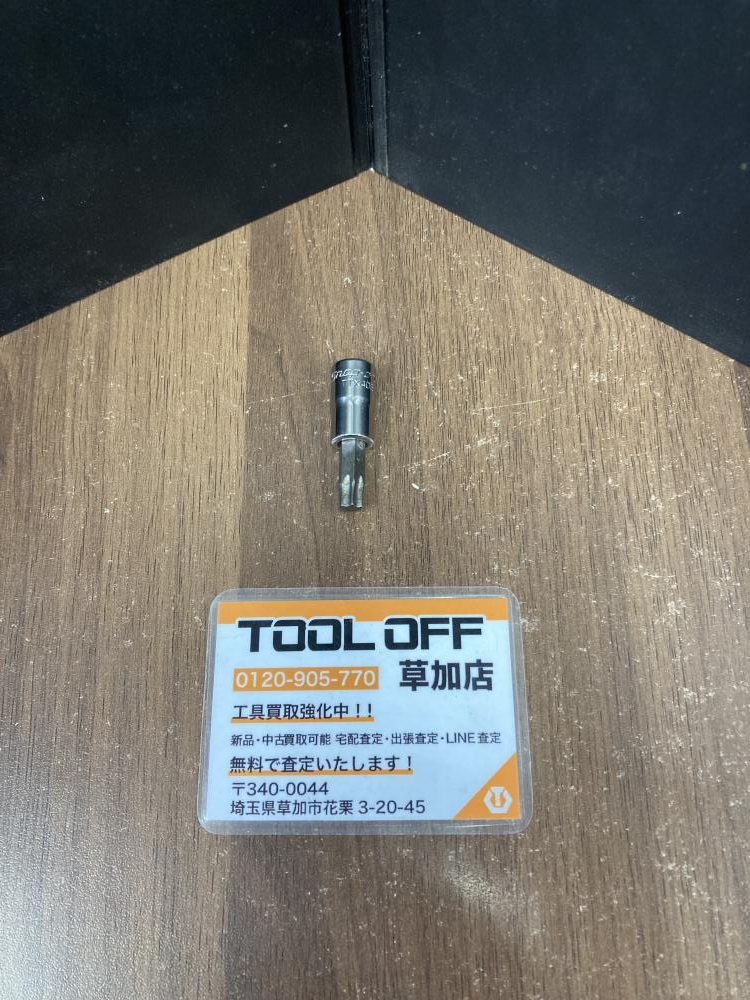 TOOL OFF
0120-905-770 草加店
工具買取強化中！！
新品・中古買取可能 宅配査定・出張査定・LINE査定
無料で査定いたします！
〒340-0044
埼玉県草加市花栗 3-20-45